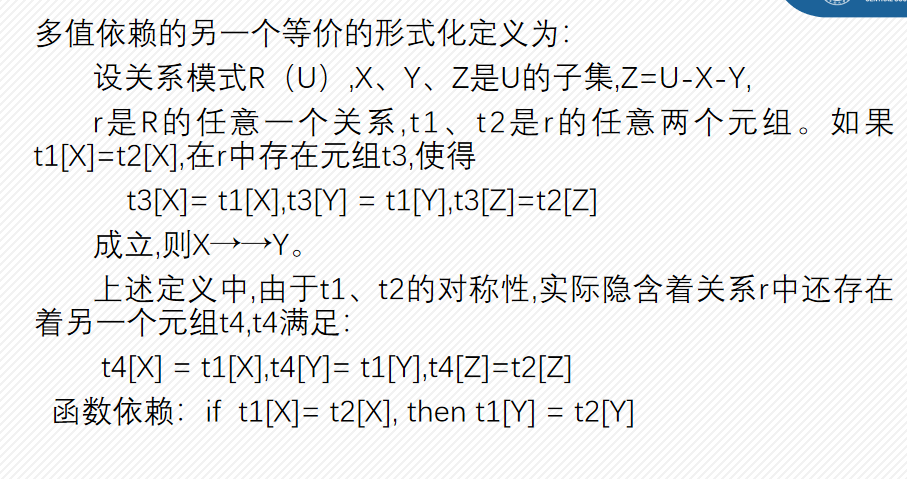 多值依赖的另一个等价的形式化定义为：
设关系模式R（U）,X、Y、Z是U的子集,Z=U-X-Y,
r是R的任意一个关系,t1、t2是r的任意两个元组。如果
t1[X]=t2[X],在r中存在元组t3,使得
t3[X]= t1[X],t3[Y] = t1[Y],t3[Z]=t2[Z]
成立,则X→→Y。
上述定义中,由于t1、t2的对称性,实际隐含着关系r中还存在
着另一个元组t4,t4满足：
t4[X] = t1[X],t4[Y]= t1[Y],t4[Z]=t2[Z]
函数依赖：if t1[X]= t2[X], then t1[Y] = t2[Y]